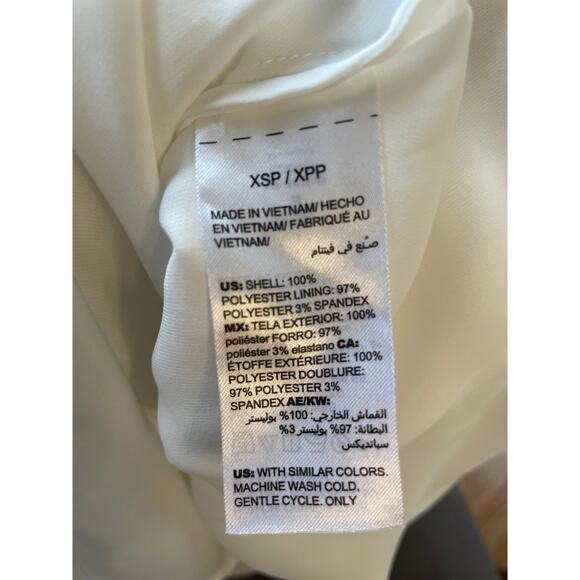 XSP / XPP
MADE IN VIETNAM/ HECHO
EN VIETNAM/ FABRIQUÉ AU
VIETNAM/
صنع في فيتنام
US: SHELL: 100%
POLYESTER LINING: 97%
POLYESTER 3% SPANDEX
MX: TELA EXTERIOR: 100%
poliéster FORRO: 97%
poliéster 3% elastano CA:
ÉTOFFE EXTÉRIEURE: 100%
POLYESTER DOUBLURE:
97% POLYESTER 3%
SPANDEX AE/KW:
القماش الخارجي: 100% بوليستر
البطانة: 97% بوليستر 3%
سباندیكس
US: WITH SIMILAR COLORS.
MACHINE WASH COLD,
GENTLE CYCLE. ONLY